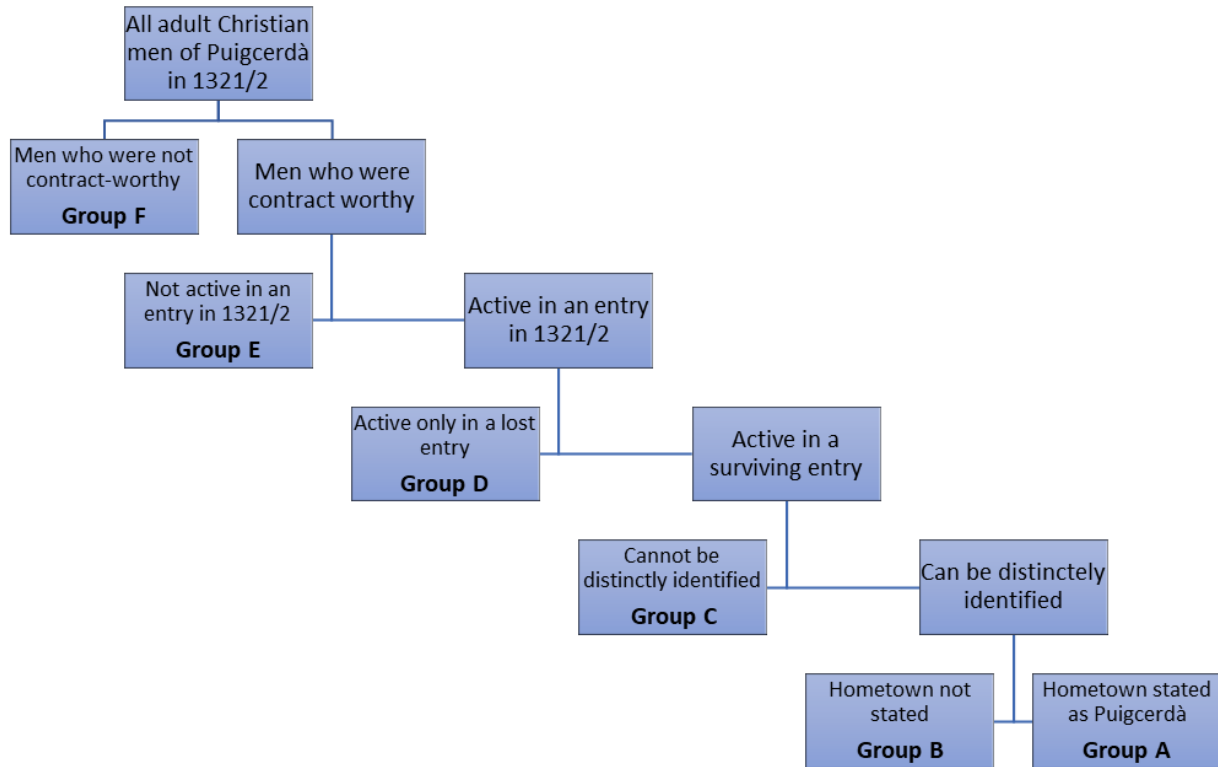 All adult Christian
men of Puigcerdà
in 1321/2
Men who were not
contract-worthy
Group F
Men who were
contract worthy
Not active in an
entry in 1321/2
Group E
Active in an entry
in 1321/2
Active only in a lost
entry
Group D
Active in a
surviving entry
Cannot be
distinctly identified
Group C
Can be distinctely
identified
Hometown not
stated
Group B
Hometown stated
as Puigcerdà
Group A